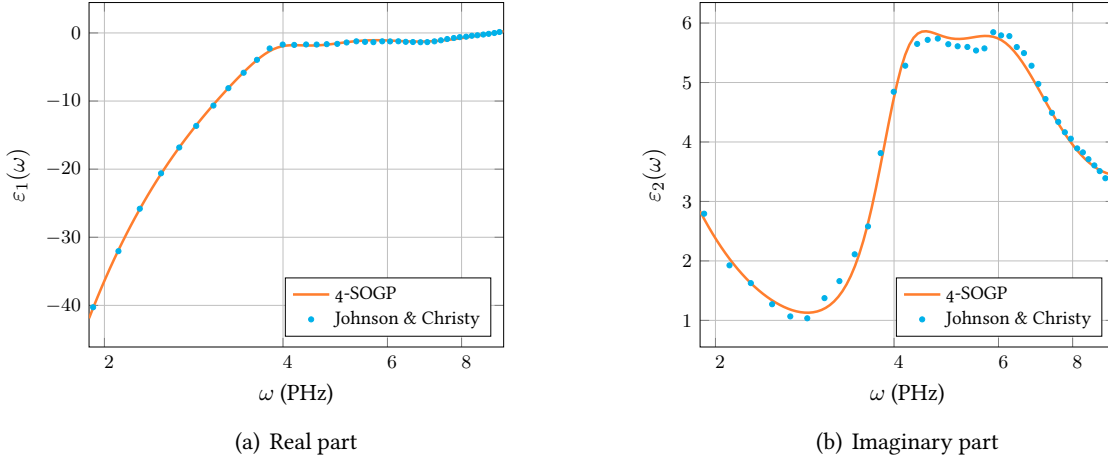 0
−10
−20
−30
−40
ε₁(ω)
4-SOGP
Johnson & Christy
2 4 6 8
ω (PHz)
(a) Real part
6
5
4
3
2
1
ε₂(ω)
4-SOGP
Johnson & Christy
2 4 6 8
ω (PHz)
(b) Imaginary part